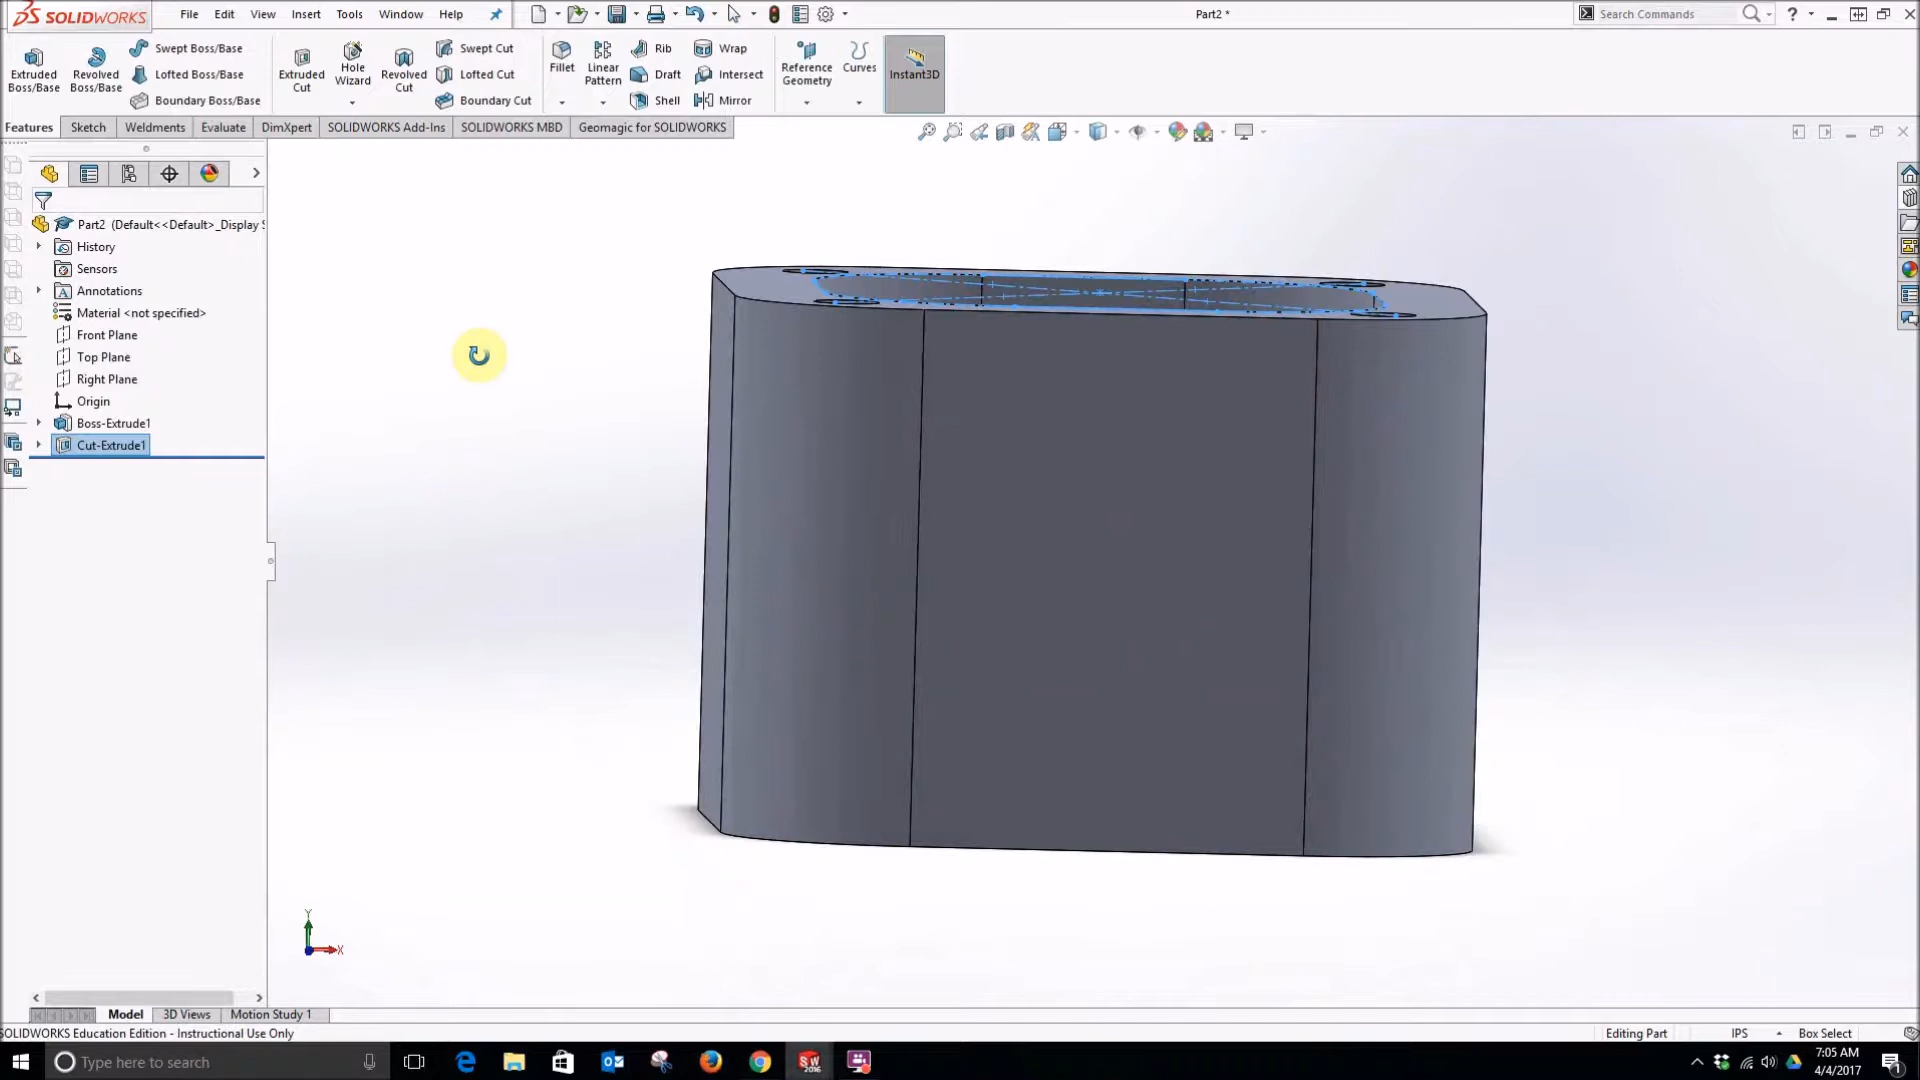 DS SOLIDWORKS File Edit View Insert Tools Window Help Part2 * Search Commands
Extruded Boss/Base
Revolved Boss/Base
Swept Boss/Base
Lofted Boss/Base
Boundary Boss/Base
Extruded Cut
Hole Wizard
Revolved Cut
Swept Cut
Lofted Cut
Boundary Cut
Fillet
Linear Pattern
Rib
Draft
Shell
Wrap
Intersect
Mirror
Reference Geometry
Curves
Instant3D
Features Sketch Weldments Evaluate DimXpert SOLIDWORKS Add-Ins SOLIDWORKS MBD Geomagic for SOLIDWORKS
Part2 (Default<<Default>_Display S
History
Sensors
Annotations
Material <not specified>
Front Plane
Top Plane
Right Plane
Origin
Boss-Extrude1
Cut-Extrude1
Y
X
Model 3D Views Motion Study 1
SOLIDWORKS Education Edition - Instructional Use Only Editing Part IPS Box Select
Type here to search
SW
2016
7:05 AM
4/4/2017
1